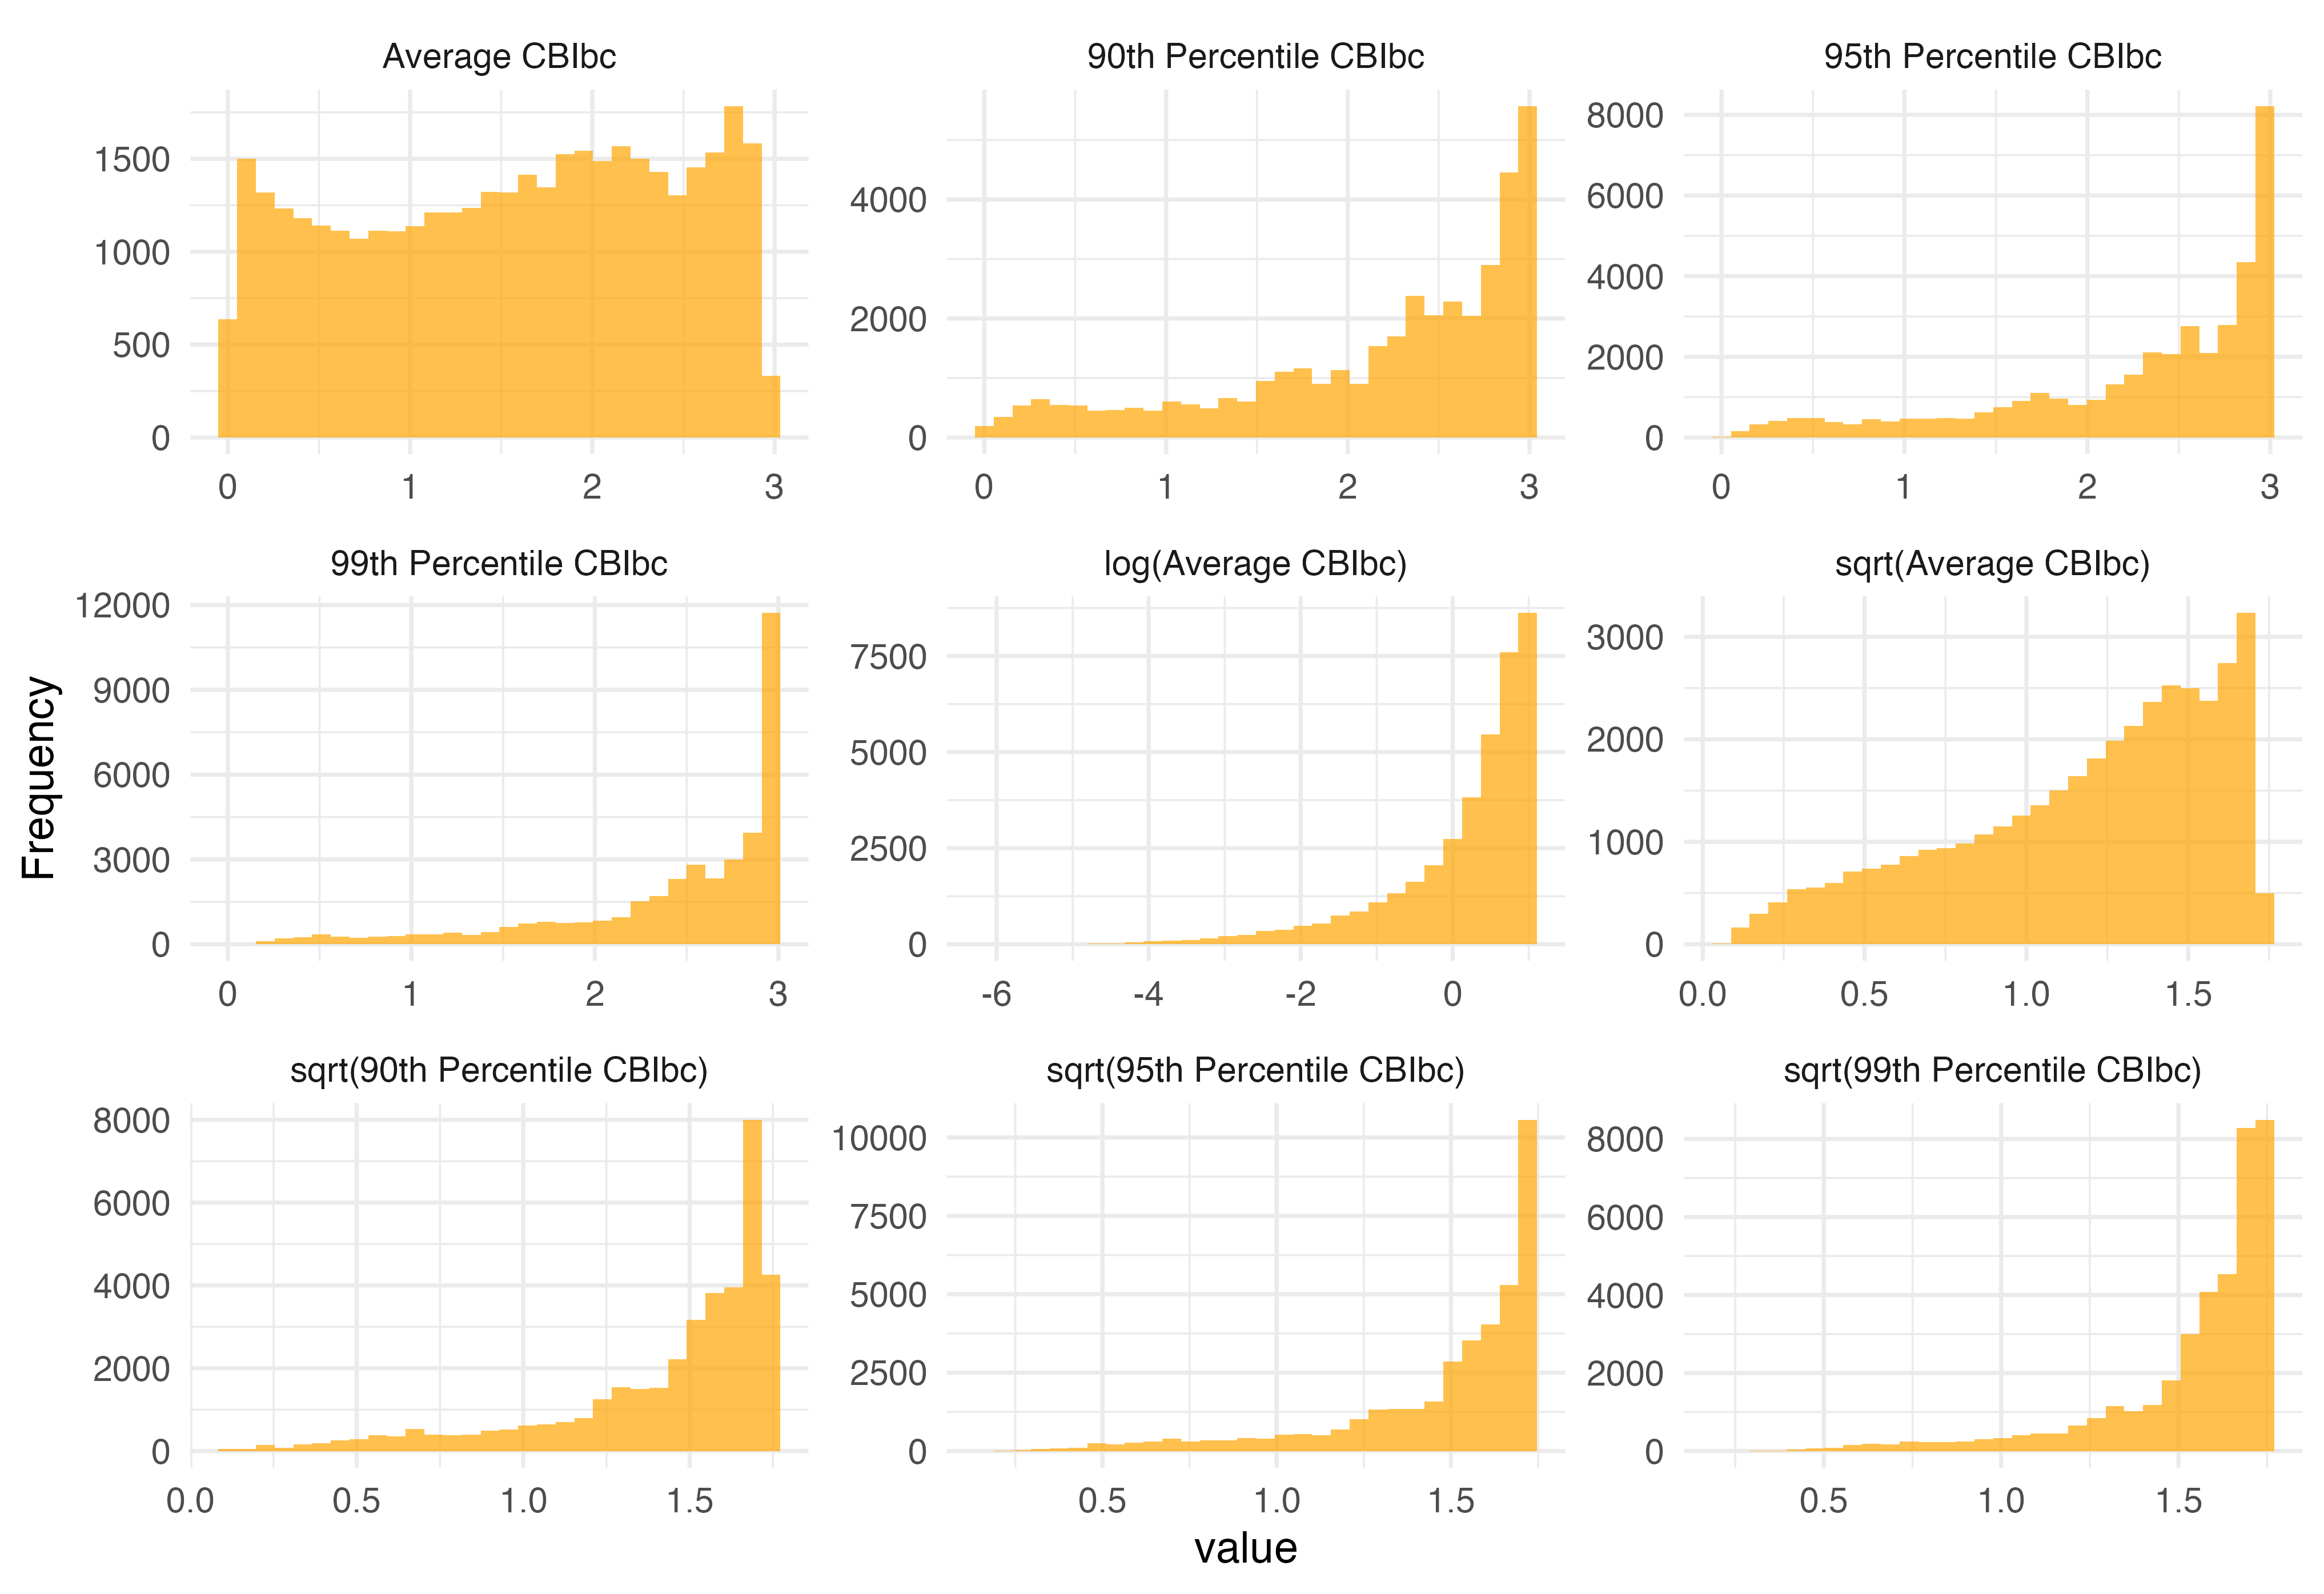 Average CBIbc
90th Percentile CBIbc
95th Percentile CBIbc
1500
1000
500
0
0 1 2 3
4000
2000
0
0 1 2 3
8000
6000
4000
2000
0
0 1 2 3
99th Percentile CBIbc
log(Average CBIbc)
sqrt(Average CBIbc)
Frequency
12000
9000
6000
3000
0
0 1 2 3
7500
5000
2500
0
-6 -4 -2 0
3000
2000
1000
0
0.0 0.5 1.0 1.5
sqrt(90th Percentile CBIbc)
sqrt(95th Percentile CBIbc)
sqrt(99th Percentile CBIbc)
8000
6000
4000
2000
0
0.0 0.5 1.0 1.5
10000
7500
5000
2500
0
0.5 1.0 1.5
8000
6000
4000
2000
0
0.5 1.0 1.5
value